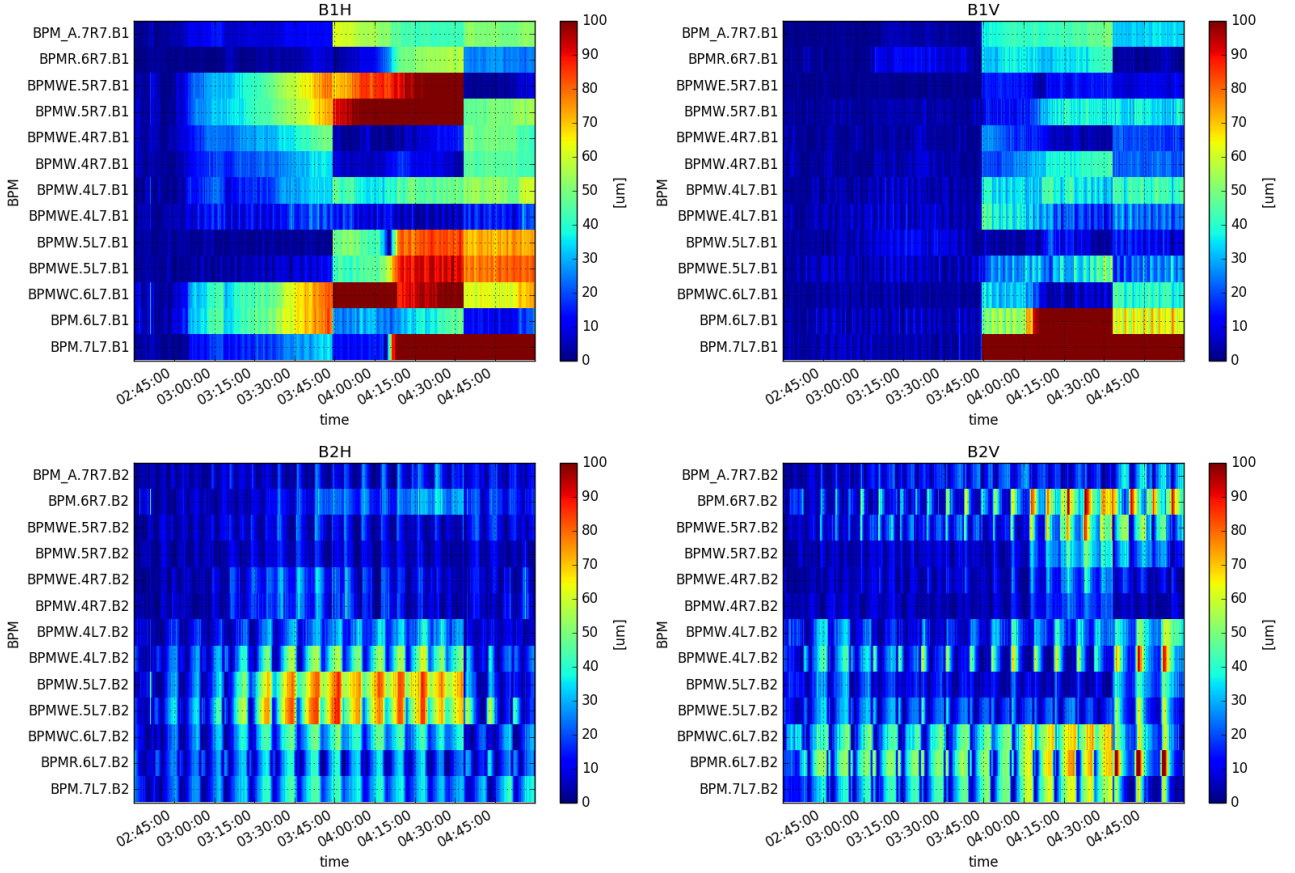 B1H
BPM_A.7R7.B1
BPMR.6R7.B1
BPMWE.5R7.B1
BPMW.5R7.B1
BPMWE.4R7.B1
BPMW.4R7.B1
BPMW.4L7.B1
BPMWE.4L7.B1
BPMW.5L7.B1
BPMWE.5L7.B1
BPMWC.6L7.B1
BPM.6L7.B1
BPM.7L7.B1
BPM
02:45:00 03:00:00 03:15:00 03:30:00 03:45:00 04:00:00 04:15:00 04:30:00 04:45:00
time
100
90
80
70
60
50
40
30
20
10
0
[um]
B1V
BPM_A.7R7.B1
BPMR.6R7.B1
BPMWE.5R7.B1
BPMW.5R7.B1
BPMWE.4R7.B1
BPMW.4R7.B1
BPMW.4L7.B1
BPMWE.4L7.B1
BPMW.5L7.B1
BPMWE.5L7.B1
BPMWC.6L7.B1
BPM.6L7.B1
BPM.7L7.B1
BPM
02:45:00 03:00:00 03:15:00 03:30:00 03:45:00 04:00:00 04:15:00 04:30:00 04:45:00
time
100
90
80
70
60
50
40
30
20
10
0
[um]
B2H
BPM_A.7R7.B2
BPM.6R7.B2
BPMWE.5R7.B2
BPMW.5R7.B2
BPMWE.4R7.B2
BPMW.4R7.B2
BPMW.4L7.B2
BPMWE.4L7.B2
BPMW.5L7.B2
BPMWE.5L7.B2
BPMWC.6L7.B2
BPMR.6L7.B2
BPM.7L7.B2
BPM
02:45:00 03:00:00 03:15:00 03:30:00 03:45:00 04:00:00 04:15:00 04:30:00 04:45:00
time
100
90
80
70
60
50
40
30
20
10
0
[um]
B2V
BPM_A.7R7.B2
BPM.6R7.B2
BPMWE.5R7.B2
BPMW.5R7.B2
BPMWE.4R7.B2
BPMW.4R7.B2
BPMW.4L7.B2
BPMWE.4L7.B2
BPMW.5L7.B2
BPMWE.5L7.B2
BPMWC.6L7.B2
BPMR.6L7.B2
BPM.7L7.B2
BPM
02:45:00 03:00:00 03:15:00 03:30:00 03:45:00 04:00:00 04:15:00 04:30:00 04:45:00
time
100
90
80
70
60
50
40
30
20
10
0
[um]